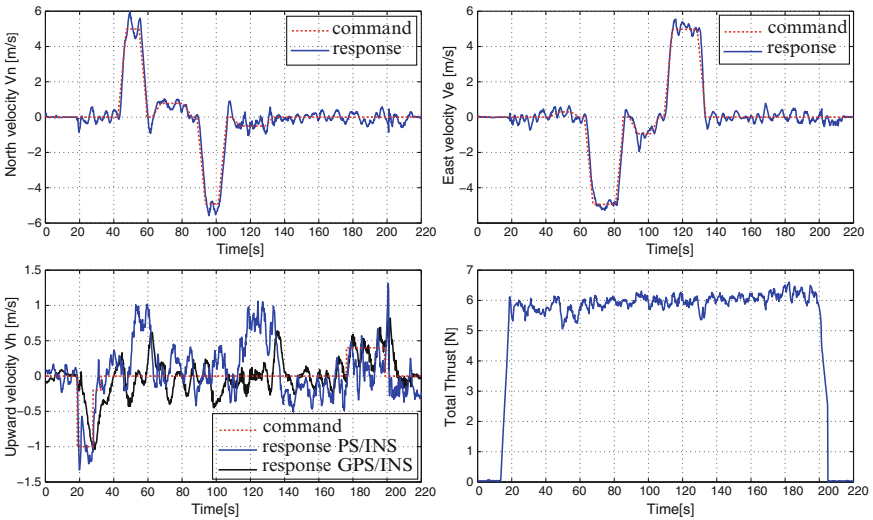 6
4
2
0
−2
−4
−6
0 20 40 60 80 100 120 140 160 180 200 220
North velocity Vn [m/s]
Time[s]
command
response
6
4
2
0
−2
−4
−6
0 20 40 60 80 100 120 140 160 180 200 220
East velocity Ve [m/s]
Time[s]
command
response
1.5
1
0.5
0
−0.5
−1
−1.5
0 20 40 60 80 100 120 140 160 180 200 220
Upward velocity Vh [m/s]
Time[s]
command
response PS/INS
response GPS/INS
7
6
5
4
3
2
1
0
0 20 40 60 80 100 120 140 160 180 200 220
Total Thrust [N]
Time[s]